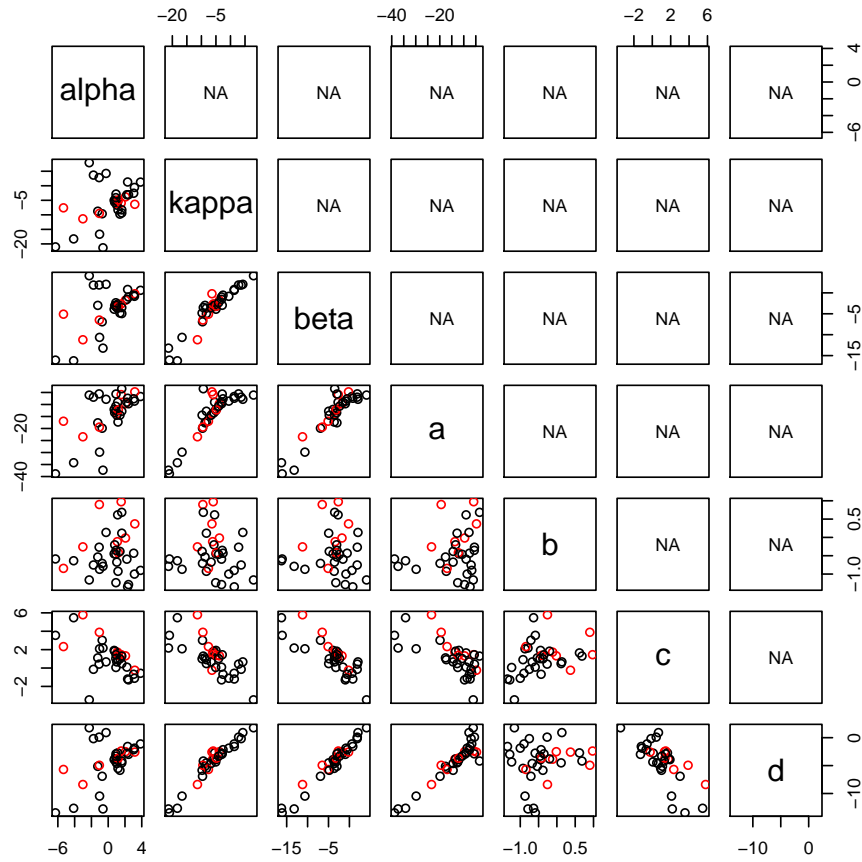 −20 −5 −40 −20 −2 2 6
alpha NA NA NA NA NA NA
−6 0 4
kappa NA NA NA NA NA
−20 −5
beta NA NA NA NA
−15 −5
a NA NA NA
−40 −20
b NA NA
−1.0 0.5
c NA
−2 2 6
d
−10 0
−6 0 4 −15 −5 −1.0 0.5 −10 0